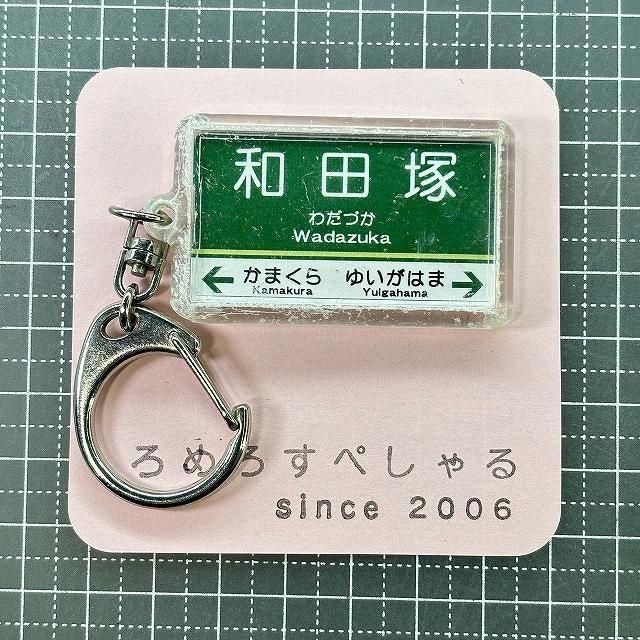 和田塚
わだづか
Wadazuka
← かまくら ゆいがはま →
Kamakura Yuigahama
ろめろすぺしゃる
since 2006